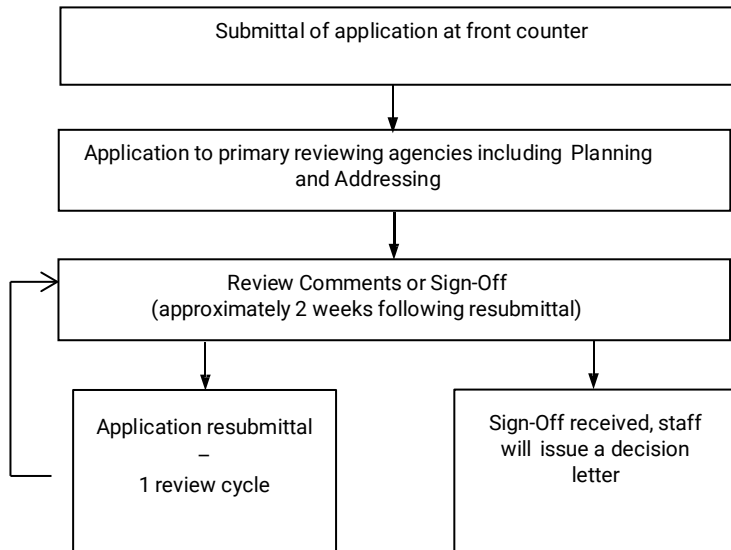 Submittal of application at front counter
Application to primary reviewing agencies including Planning
and Addressing
Review Comments or Sign-Off
(approximately 2 weeks following resubmittal)
Application resubmittal
–
1 review cycle
Sign-Off received, staff
will issue a decision
letter